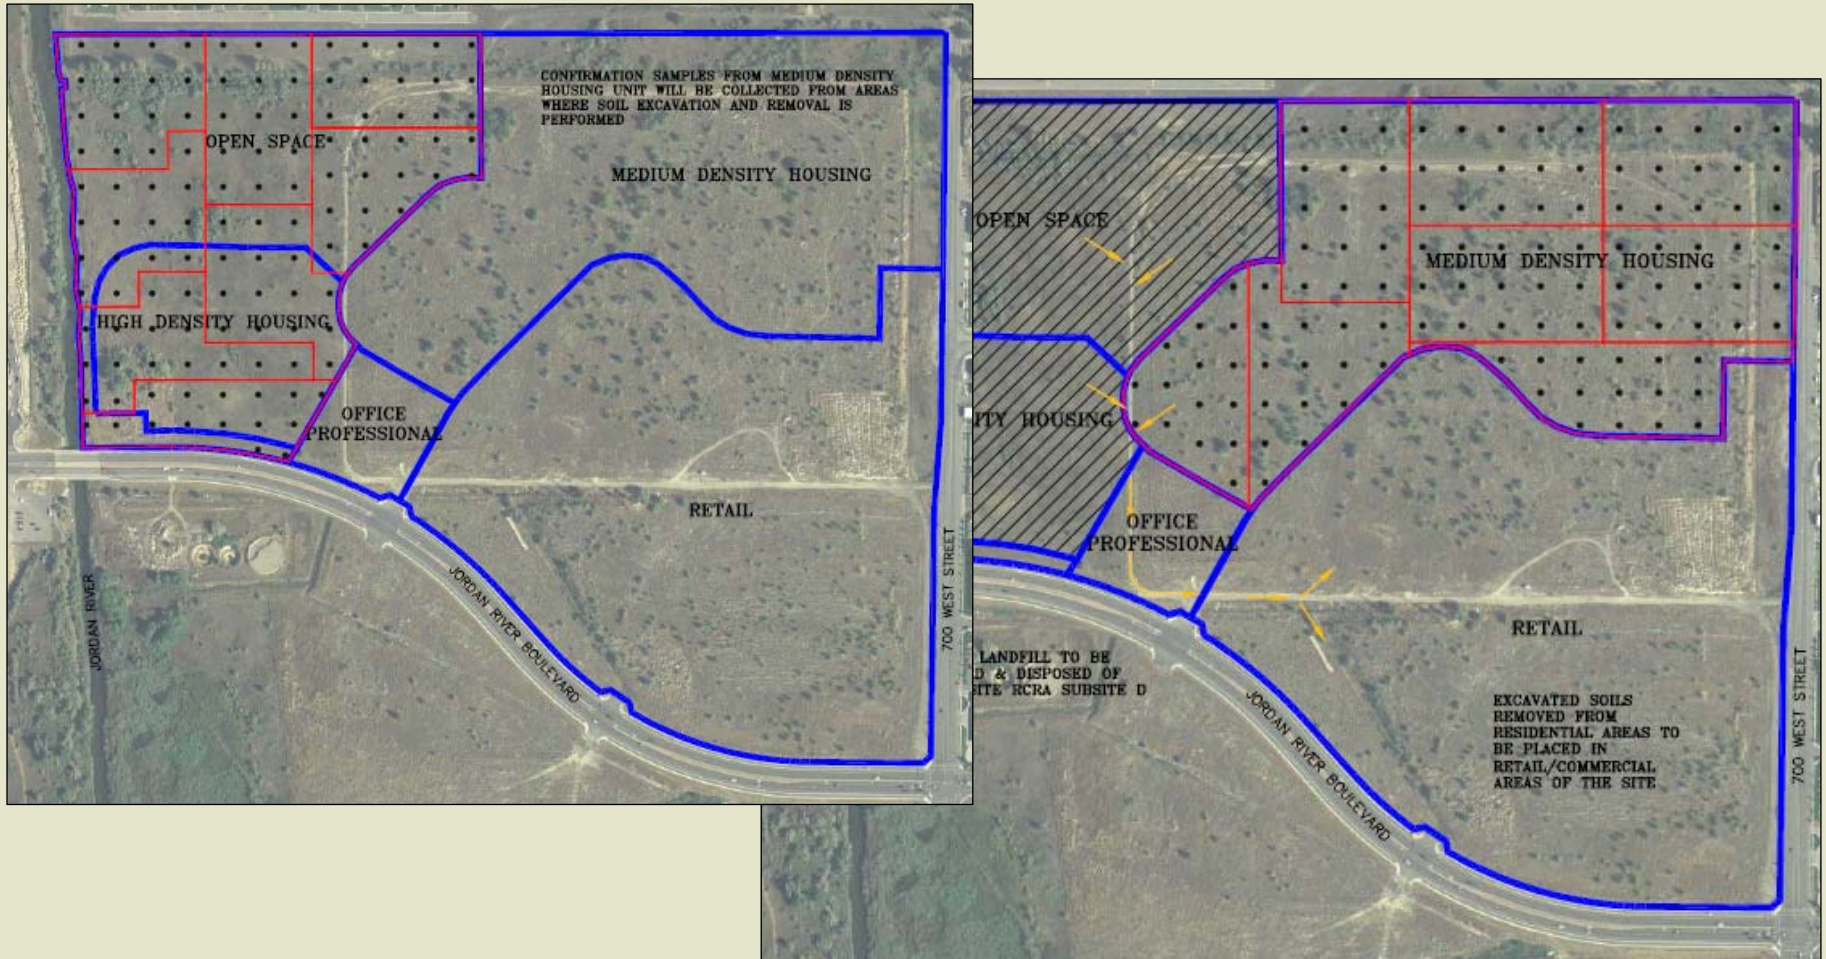 CONFIRMATION SAMPLES FROM MEDIUM DENSITY
HOUSING UNIT WILL BE COLLECTED FROM AREAS
WHERE SOIL EXCAVATION AND REMOVAL IS
PERFORMED
OPEN SPACE
MEDIUM DENSITY HOUSING
HIGH DENSITY HOUSING
OFFICE
PROFESSIONAL
RETAIL
JORDAN RIVER
JORDAN RIVER BOULEVARD
700 WEST STREET
OPEN SPACE
MEDIUM DENSITY HOUSING
ITY HOUSING
OFFICE
PROFESSIONAL
RETAIL
LANDFILL TO BE
D & DISPOSED OF
ITE RCRA SUBSITE D
EXCAVATED SOILS
REMOVED FROM
RESIDENTIAL AREAS TO
BE PLACED IN
RETAIL/COMMERCIAL
AREAS OF THE SITE
JORDAN RIVER BOULEVARD
700 WEST STREET